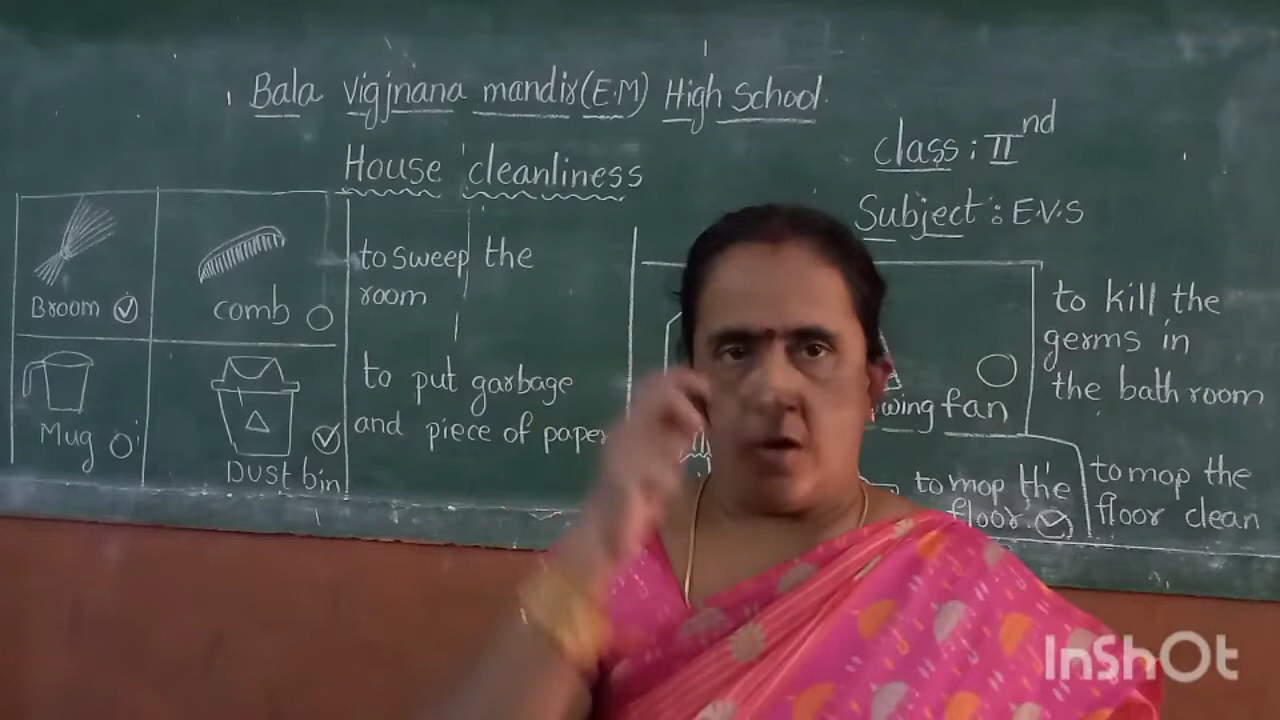 Bala Vigjnana mandir(E.M) High School.
class : IInd
House cleanliness
Subject : E.V.S
Broom
comb
to sweep the
room
Mug
Dust bin
to put garbage
and piece of paper
wing fan
to kill the
germs in
the bath room
to mop the
floor.
to mop the
floor clean
InShOt